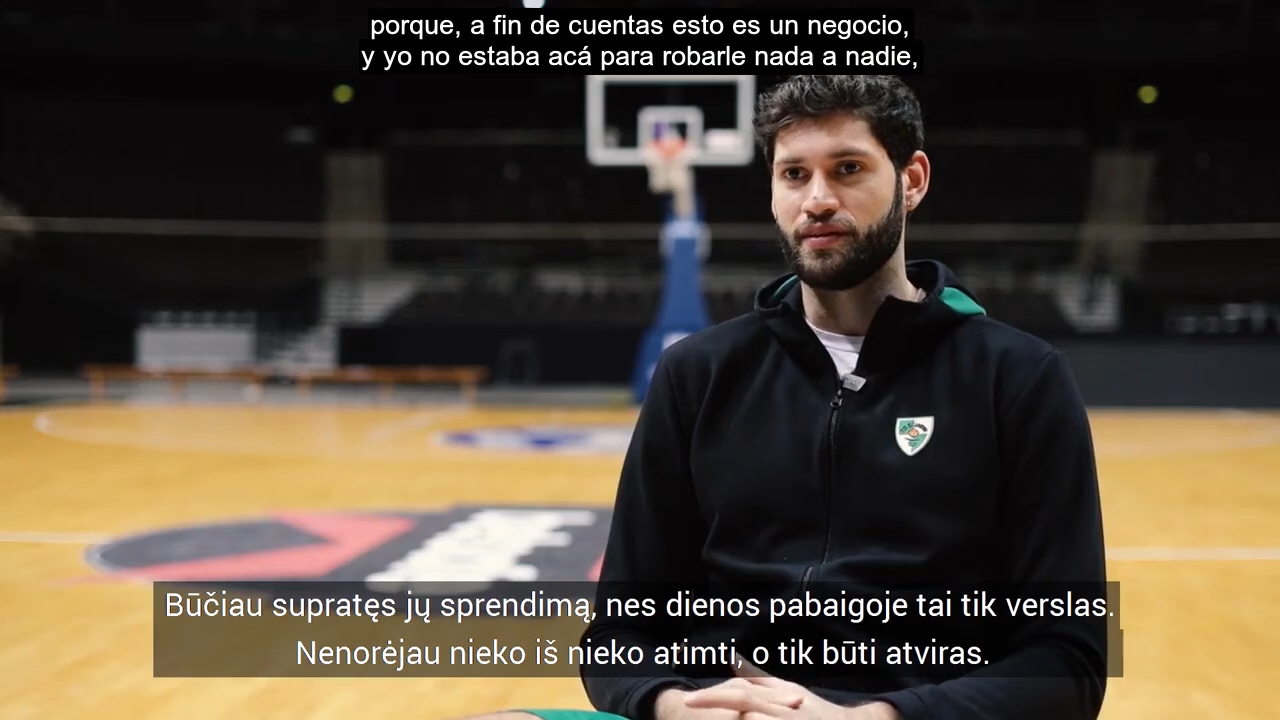 porque, a fin de cuentas esto es un negocio,
y yo no estaba acá para robarle nada a nadie,
Būčiau supratęs jų sprendimą, nes dienos pabaigoje tai tik verslas.
Nenorėjau nieko iš nieko atimti, o tik būti atviras.